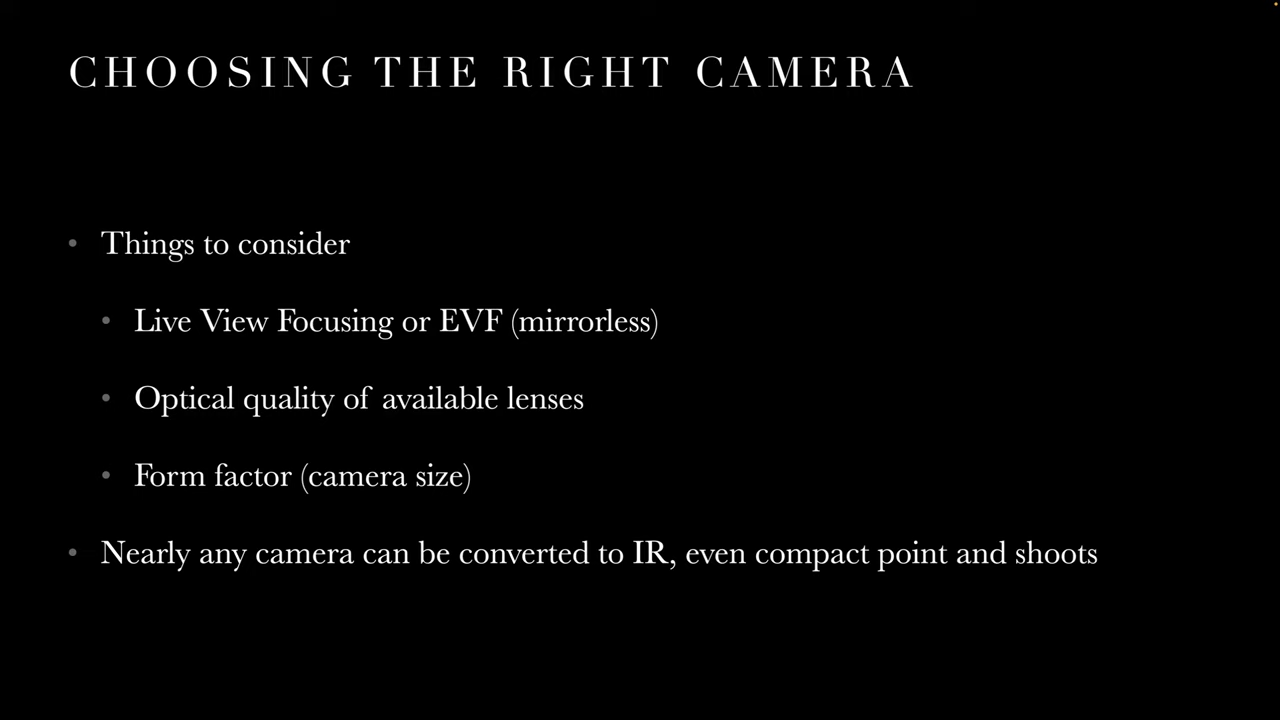 CHOOSING THE RIGHT CAMERA
• Things to consider
• Live View Focusing or EVF (mirrorless)
• Optical quality of available lenses
• Form factor (camera size)
• Nearly any camera can be converted to IR, even compact point and shoots